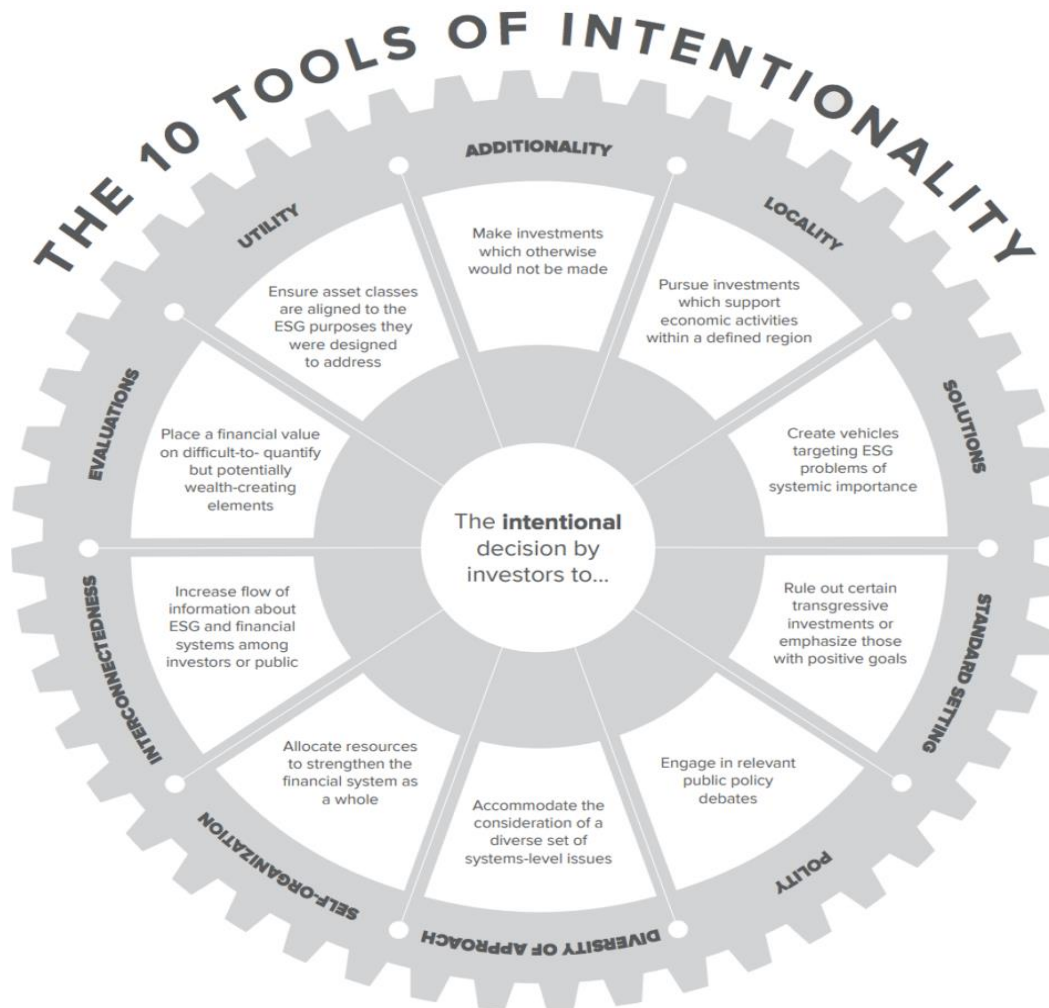 THE 10 TOOLS OF INTENTIONALITY
ADDITIONALITY
Make investments
which otherwise
would not be made
LOCALITY
Pursue investments
which support
economic activities
within a defined region
SOLUTIONS
Create vehicles
targeting ESG
problems of
systemic importance
STANDARD SETTING
Rule out certain
transgressive
investments or
emphasize those
with positive goals
POLITY
Engage in relevant
public policy
debates
DIVERSITY OF APPROACH
Accommodate the
consideration of a
diverse set of
systems-level issues
SELF-ORGANIZATION
Allocate resources
to strengthen the
financial system as
a whole
INTERCONNECTEDNESS
Increase flow of
information about
ESG and financial
systems among
investors or public
EVALUATIONS
Place a financial value
on difficult-to- quantify
but potentially
wealth-creating
elements
UTILITY
Ensure asset classes
are aligned to the
ESG purposes they
were designed
to address
The intentional
decision by
investors to...